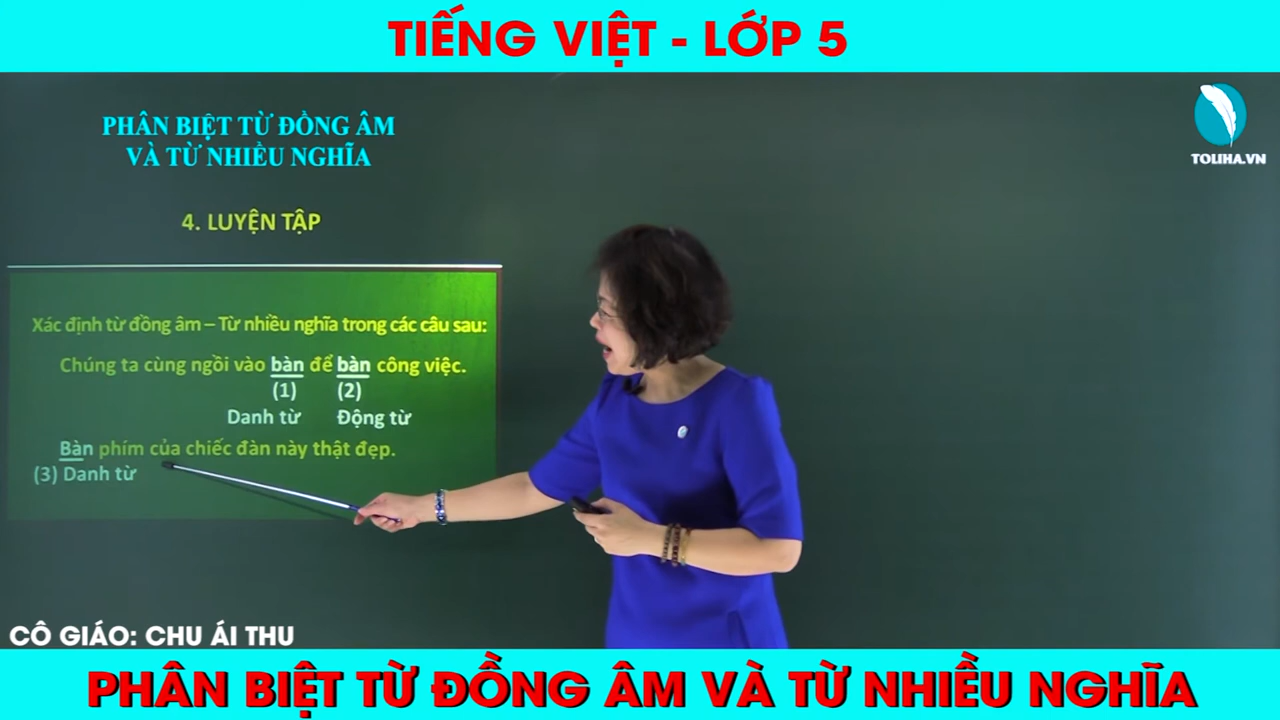 TIẾNG VIỆT - LỚP 5
PHÂN BIỆT TỪ ĐỒNG ÂM
VÀ TỪ NHIỀU NGHĨA
TOLIHA.VN
4. LUYỆN TẬP
Xác định từ đồng âm – Từ nhiều nghĩa trong các câu sau:
Chúng ta cùng ngồi vào bàn để bàn công việc.
(1) (2)
Danh từ Động từ
Bàn phím của chiếc đàn này thật đẹp.
(3) Danh từ
CÔ GIÁO: CHU ÁI THU
PHÂN BIỆT TỪ ĐỒNG ÂM VÀ TỪ NHIỀU NGHĨA